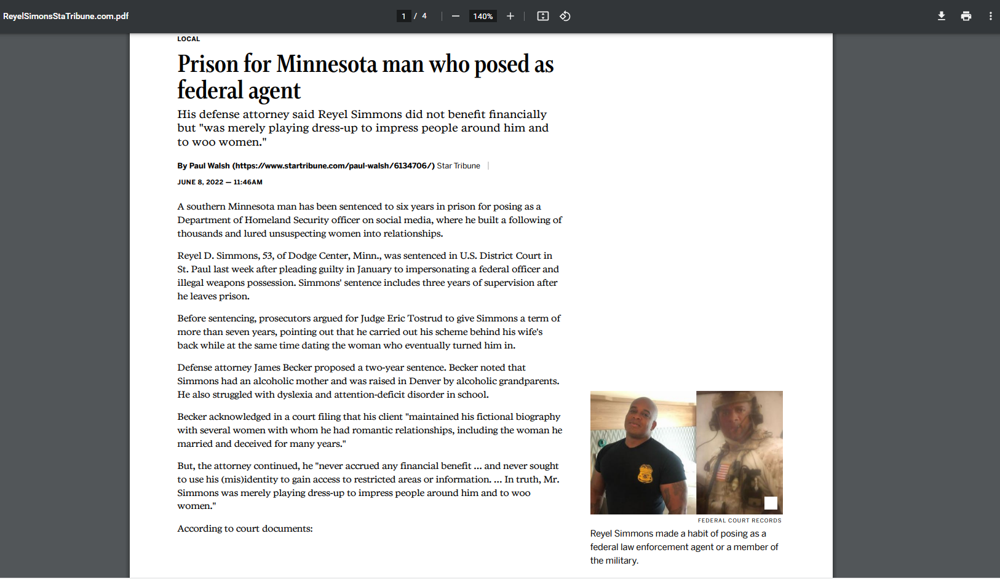 ReyelSimonsStaTribune.com.pdf
1 / 4
140%
LOCAL
Prison for Minnesota man who posed as
federal agent
His defense attorney said Reyel Simmons did not benefit financially
but "was merely playing dress-up to impress people around him and
to woo women."
By Paul Walsh (https://www.startribune.com/paul-walsh/6134706/) Star Tribune
JUNE 8, 2022 — 11:46AM
A southern Minnesota man has been sentenced to six years in prison for posing as a
Department of Homeland Security officer on social media, where he built a following of
thousands and lured unsuspecting women into relationships.
Reyel D. Simmons, 53, of Dodge Center, Minn., was sentenced in U.S. District Court in
St. Paul last week after pleading guilty in January to impersonating a federal officer and
illegal weapons possession. Simmons' sentence includes three years of supervision after
he leaves prison.
Before sentencing, prosecutors argued for Judge Eric Tostrud to give Simmons a term of
more than seven years, pointing out that he carried out his scheme behind his wife's
back while at the same time dating the woman who eventually turned him in.
Defense attorney James Becker proposed a two-year sentence. Becker noted that
Simmons had an alcoholic mother and was raised in Denver by alcoholic grandparents.
He also struggled with dyslexia and attention-deficit disorder in school.
Becker acknowledged in a court filing that his client "maintained his fictional biography
with several women with whom he had romantic relationships, including the woman he
married and deceived for many years."
But, the attorney continued, he "never accrued any financial benefit ... and never sought
to use his (mis)identity to gain access to restricted areas or information. ... In truth, Mr.
Simmons was merely playing dress-up to impress people around him and to woo
women."
According to court documents:
FEDERAL COURT RECORDS
Reyel Simmons made a habit of posing as a
federal law enforcement agent or a member of
the military.